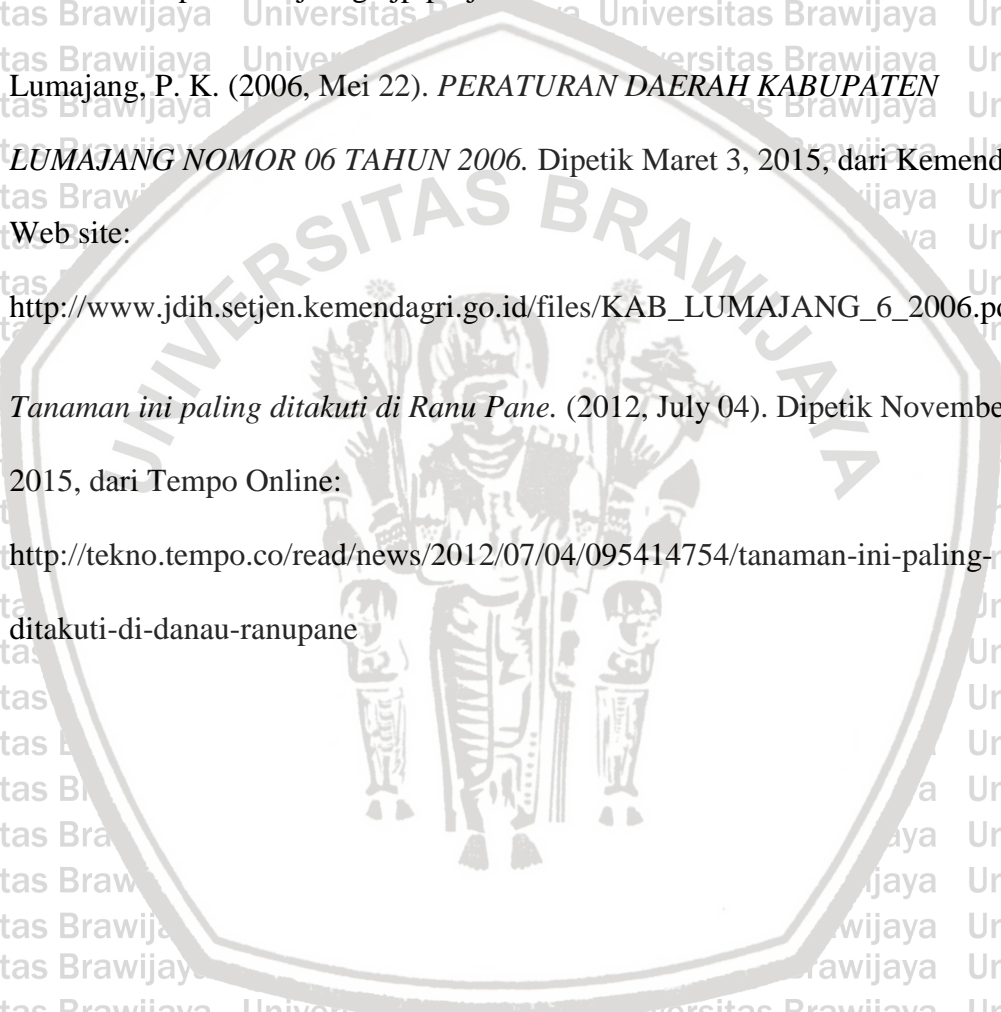 Lumajang, P. K. (2006, Mei 22). PERATURAN DAERAH KABUPATEN
LUMAJANG NOMOR 06 TAHUN 2006. Dipetik Maret 3, 2015, dari Kemend
Web site:
http://www.jdih.setjen.kemendagri.go.id/files/KAB_LUMAJANG_6_2006.pd
Tanaman ini paling ditakuti di Ranu Pane. (2012, July 04). Dipetik Novembe
2015, dari Tempo Online:
http://tekno.tempo.co/read/news/2012/07/04/095414754/tanaman-ini-paling-
ditakuti-di-danau-ranupane
UNIVERSITAS BRAWIJAYA